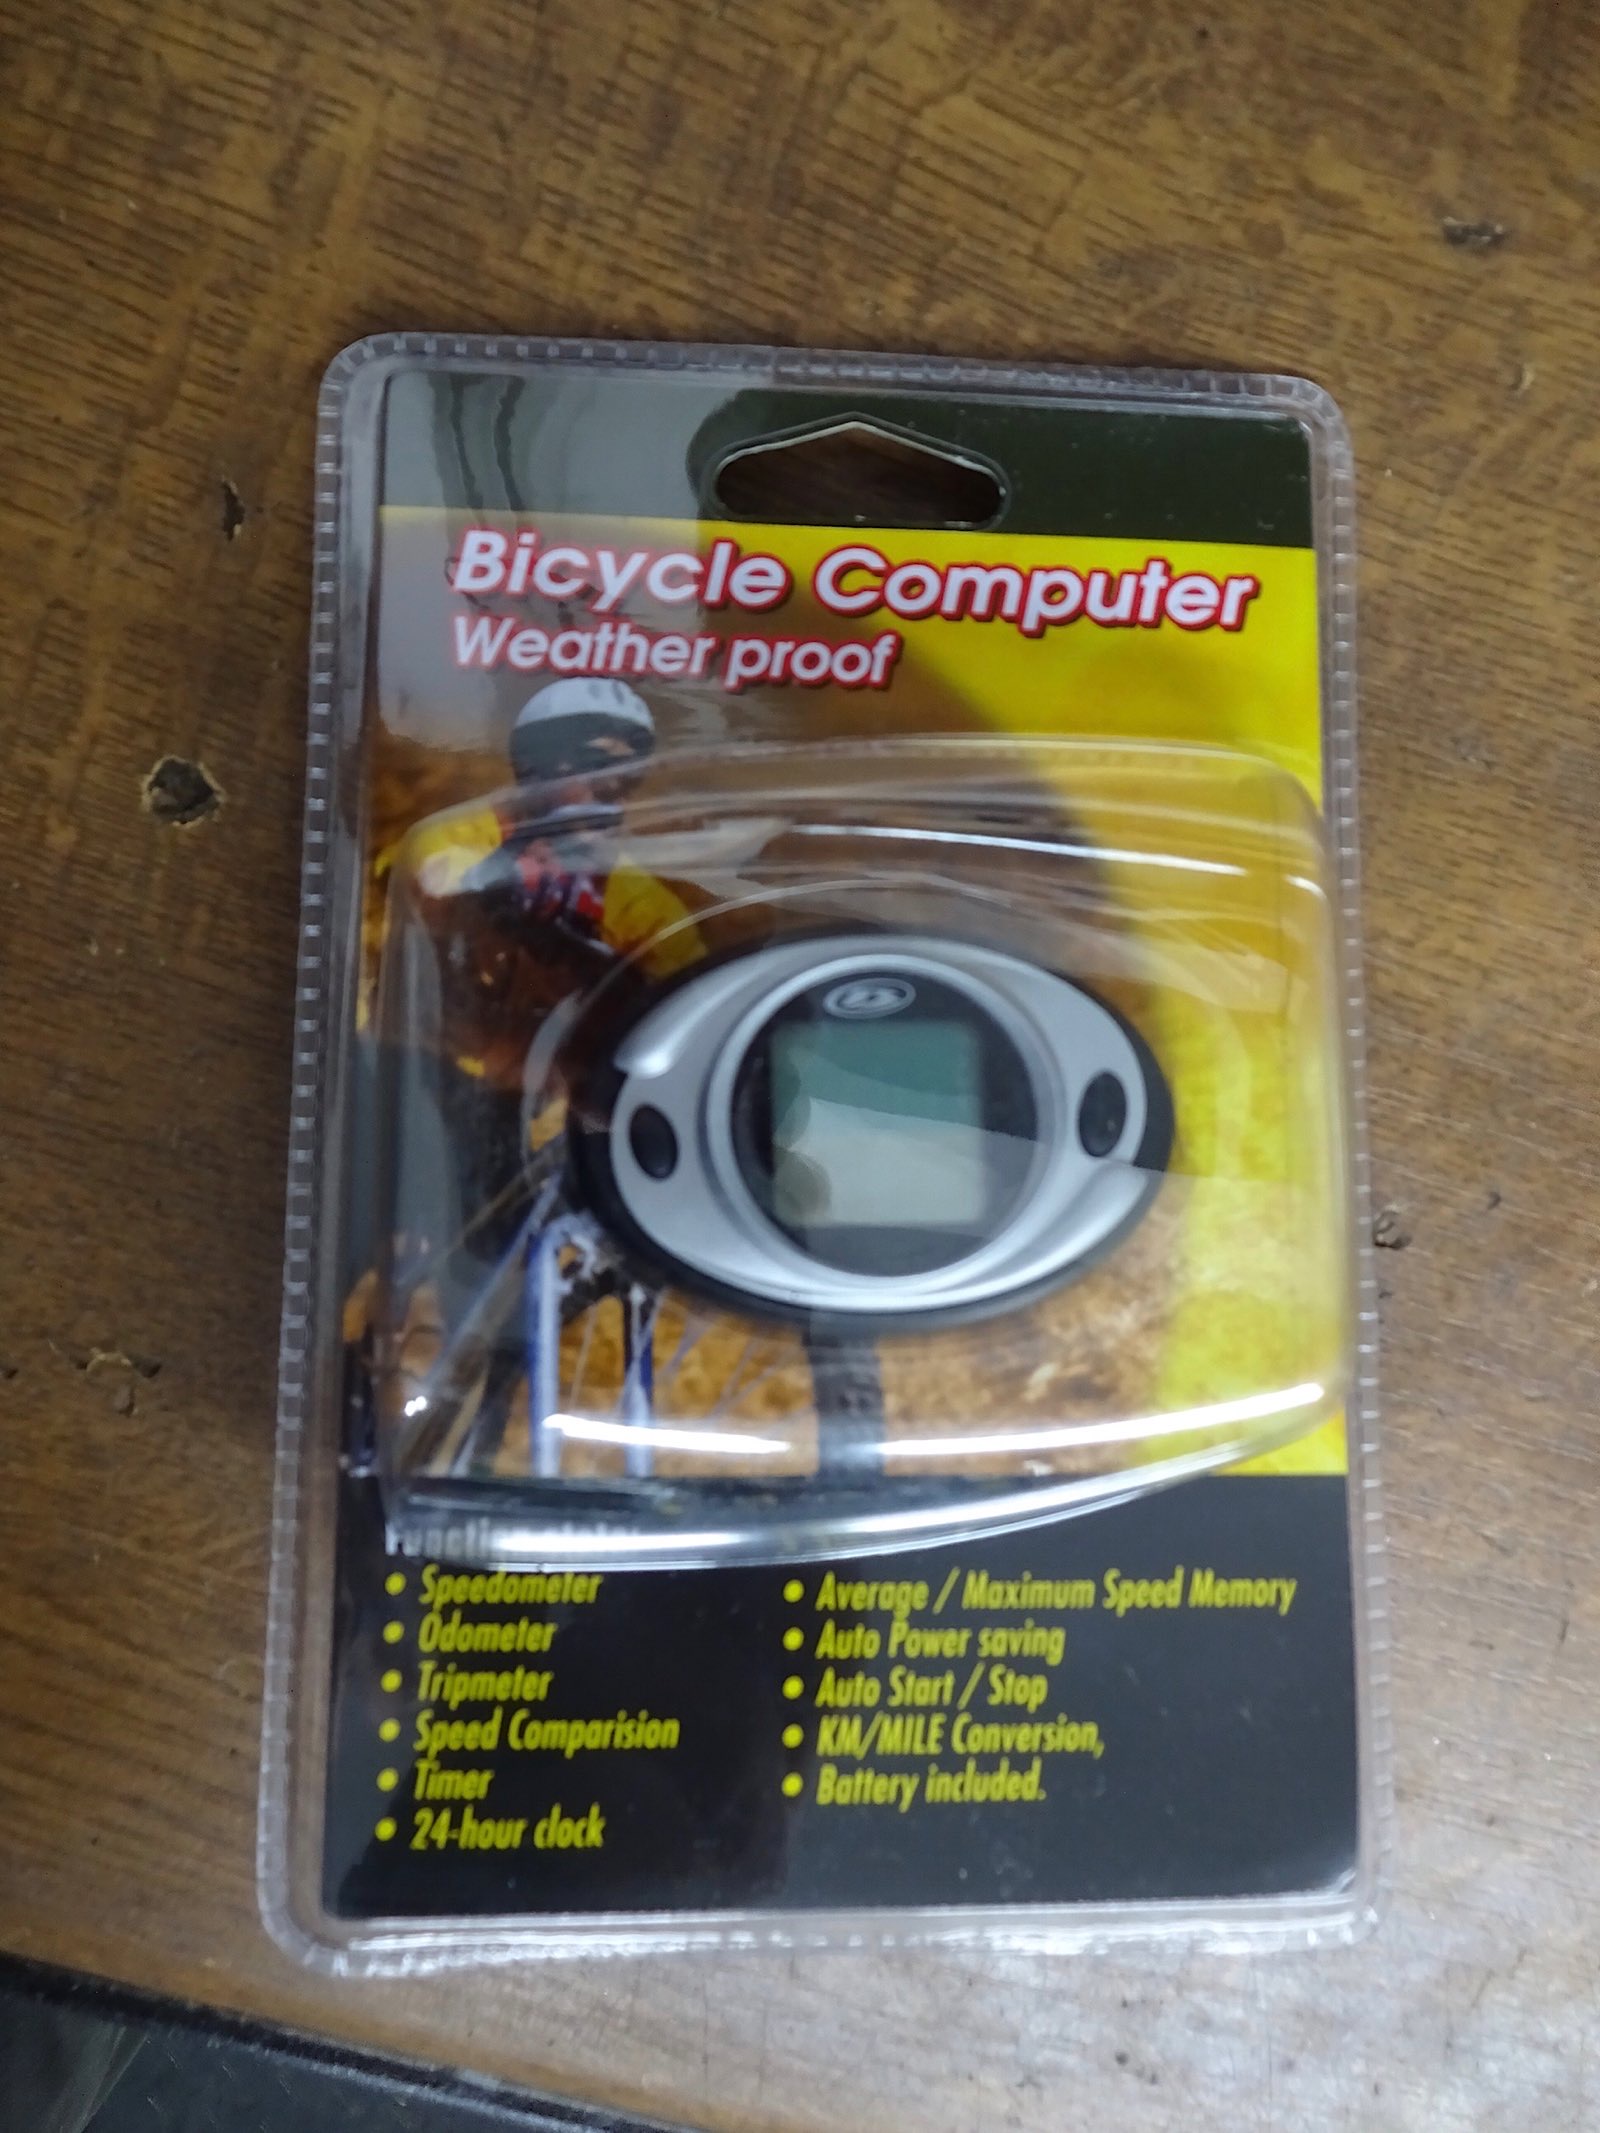 Bicycle Computer
Weather proof
• Speedometer
• Odometer
• Tripmeter
• Speed Comparision
• Timer
• 24-hour clock
• Average / Maximum Speed Memory
• Auto Power saving
• Auto Start / Stop
• KM/MILE Conversion,
• Battery included.